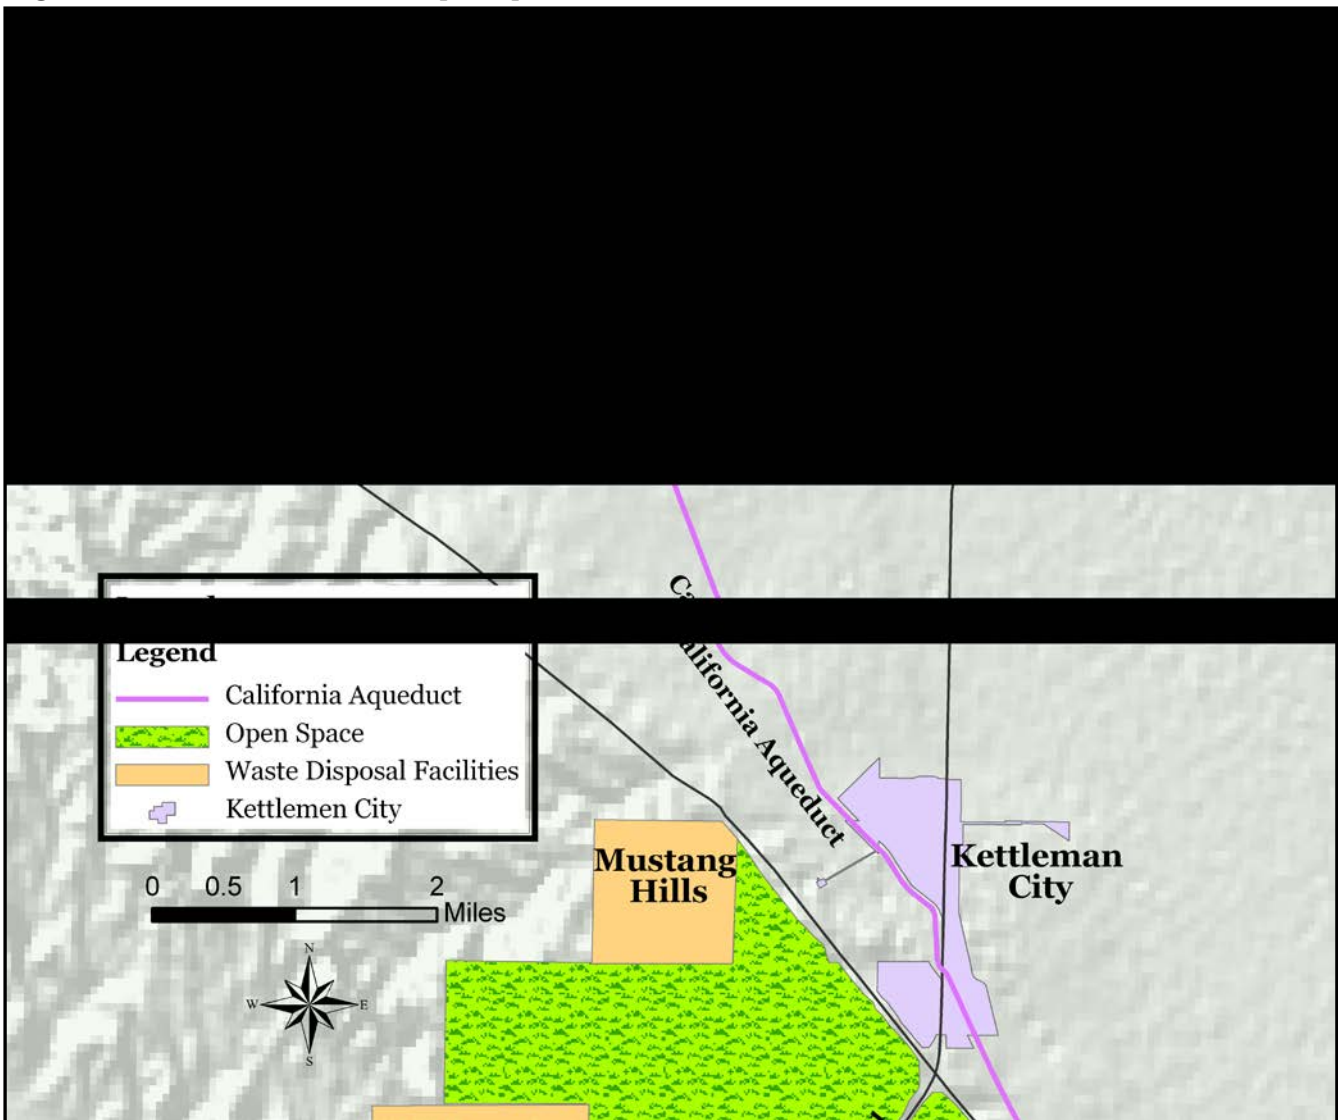 Legend
California Aqueduct
Open Space
Waste Disposal Facilities
Kettlemen City
0 0.5 1 2
Miles
N
W E
S
California Aqueduct
Mustang
Hills
Kettleman
City